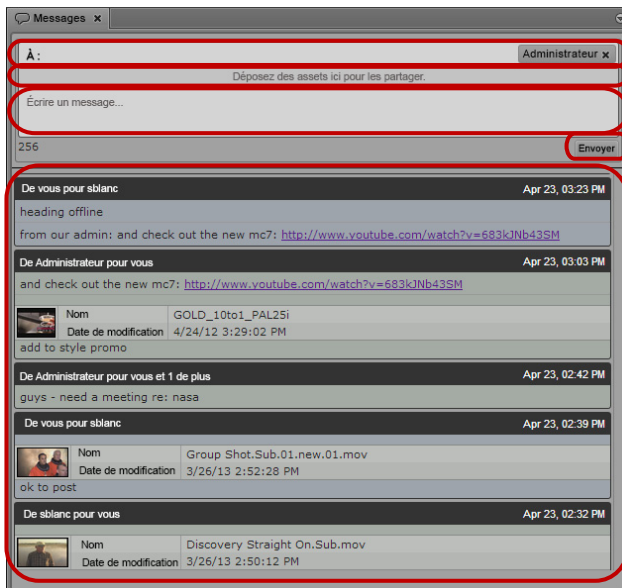 Messages x
À :
Administrateur x
Déposez des assets ici pour les partager.
Écrire un message...
256
Envoyer
De vous pour sblanc Apr 23, 03:23 PM
heading offline
from our admin: and check out the new mc7: http://www.youtube.com/watch?v=683kJNb43SM
De Administrateur pour vous Apr 23, 03:03 PM
and check out the new mc7: http://www.youtube.com/watch?v=683kJNb43SM
Nom GOLD_10to1_PAL25i
Date de modification 4/24/12 3:29:02 PM
add to style promo
De Administrateur pour vous et 1 de plus Apr 23, 02:42 PM
guys - need a meeting re: nasa
De vous pour sblanc Apr 23, 02:39 PM
Nom Group Shot.Sub.01.new.01.mov
Date de modification 3/26/13 2:52:28 PM
ok to post
De sblanc pour vous Apr 23, 02:32 PM
Nom Discovery Straight On.Sub.mov
Date de modification 3/26/13 2:50:12 PM